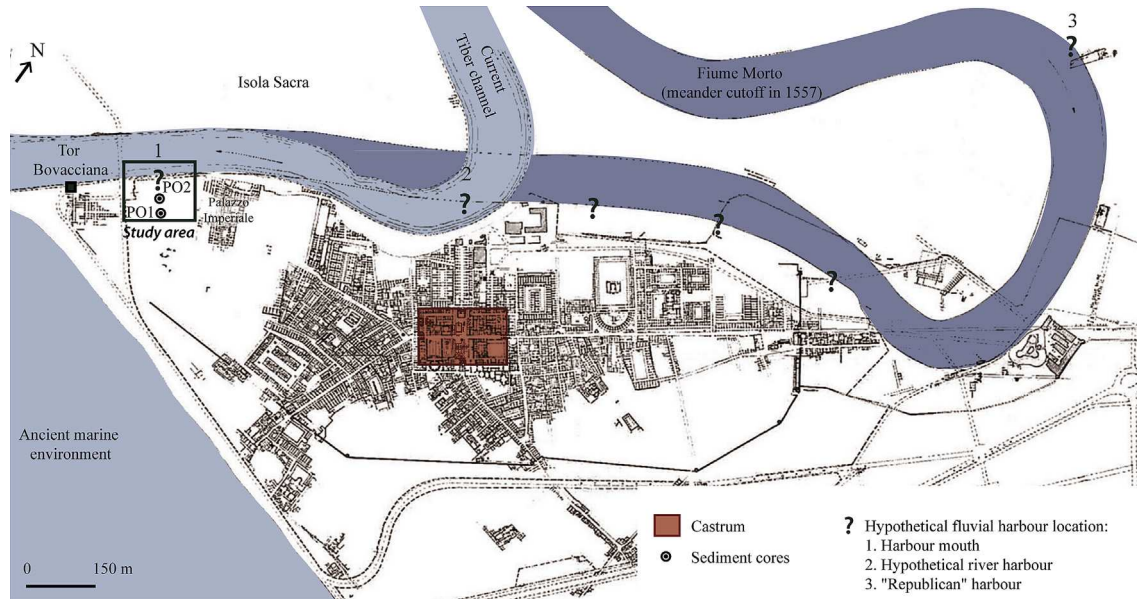 3
N
Isola Sacra
Current
Tiber channel
Fiume Morto
(meander cutoff in 1557)
Tor
Bovacciana
1
?
PO2
PO1
Study area
Palazzo
Imperiale
2
?
?
?
?
?
Ancient marine
environment
0 150 m
Castrum
Sediment cores
? Hypothetical fluvial harbour location:
1. Harbour mouth
2. Hypothetical river harbour
3. "Republican" harbour